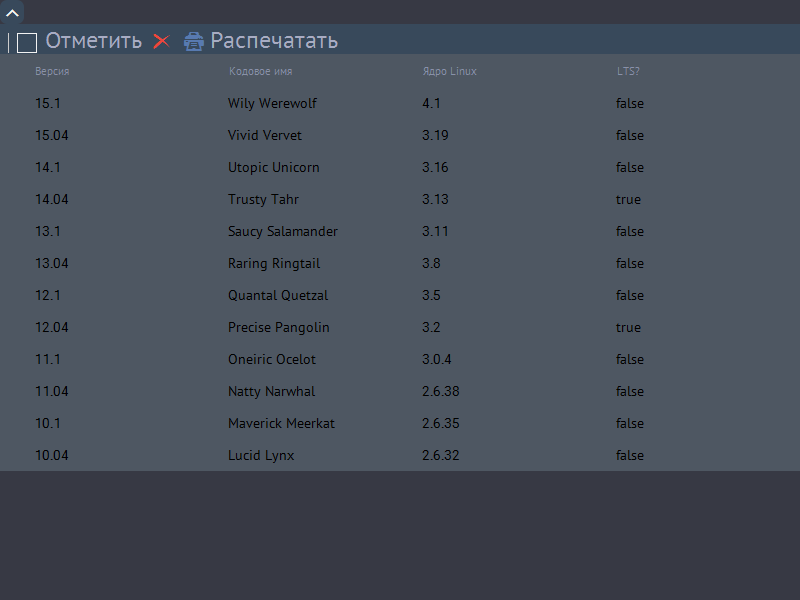 Отметить Распечатать
Версия Кодовое имя Ядро Linux LTS?
15.1 Wily Werewolf 4.1 false
15.04 Vivid Vervet 3.19 false
14.1 Utopic Unicorn 3.16 false
14.04 Trusty Tahr 3.13 true
13.1 Saucy Salamander 3.11 false
13.04 Raring Ringtail 3.8 false
12.1 Quantal Quetzal 3.5 false
12.04 Precise Pangolin 3.2 true
11.1 Oneiric Ocelot 3.0.4 false
11.04 Natty Narwhal 2.6.38 false
10.1 Maverick Meerkat 2.6.35 false
10.04 Lucid Lynx 2.6.32 false